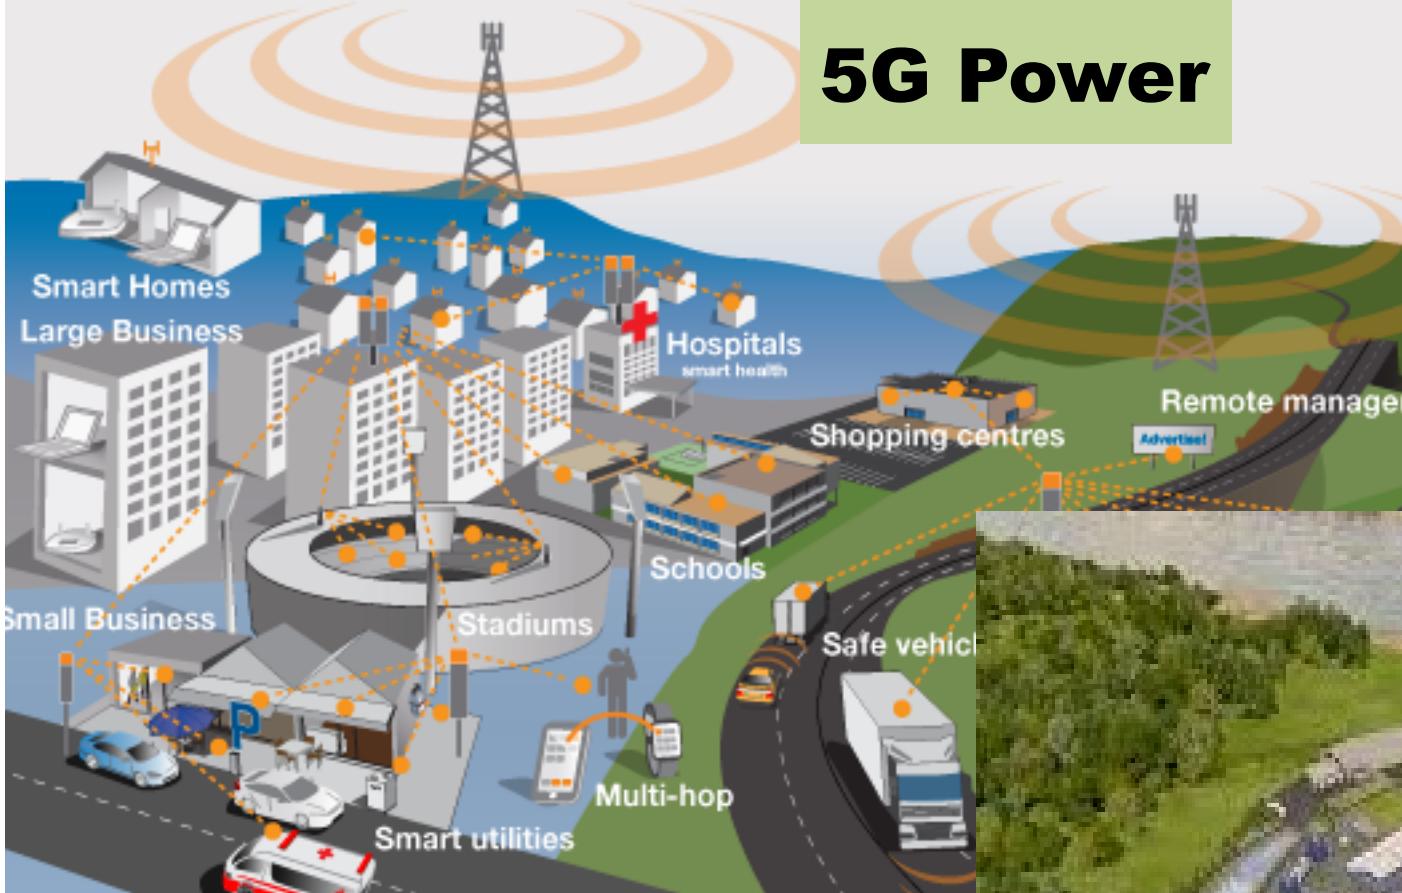 5G Power
Smart Homes
Large Business
Hospitals
smart health
Remote manager
Shopping centres
Advertise!
Schools
Small Business
Stadiums
Safe vehicl
P
Multi-hop
Smart utilities